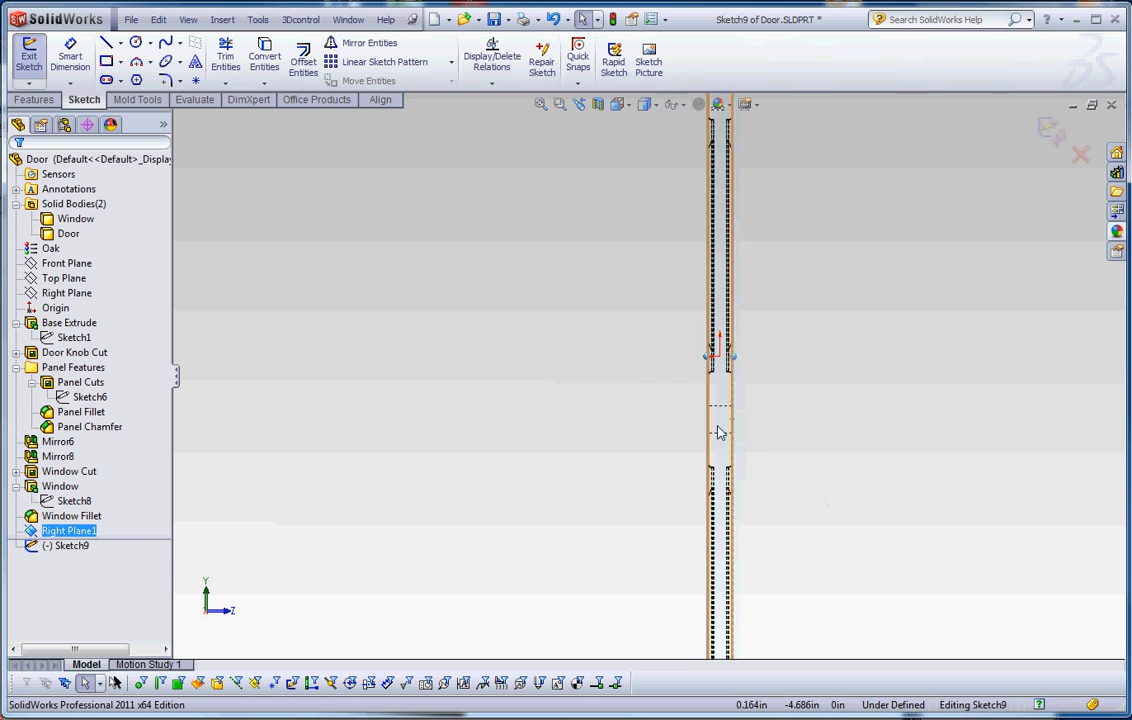 SolidWorks File Edit View Insert Tools 3Dcontrol Window Help Sketch9 of Door.SLDPRT * Search SolidWorks Help
Exit Sketch
Smart Dimension
Trim Entities
Convert Entities
Offset Entities
Mirror Entities
Linear Sketch Pattern
Move Entities
Display/Delete Relations
Repair Sketch
Quick Snaps
Rapid Sketch
Sketch Picture
Features Sketch Mold Tools Evaluate DimXpert Office Products Align
Door (Default<<Default>_Displa
Sensors
Annotations
Solid Bodies(2)
Window
Door
Oak
Front Plane
Top Plane
Right Plane
Origin
Base Extrude
Sketch1
Door Knob Cut
Panel Features
Panel Cuts
Sketch6
Panel Fillet
Panel Chamfer
Mirror6
Mirror8
Window Cut
Window
Sketch8
Window Fillet
Right Plane1
(-) Sketch9
Y
Z
Model Motion Study 1
SolidWorks Professional 2011 x64 Edition 0.164in -4.686in 0in Under Defined Editing Sketch9